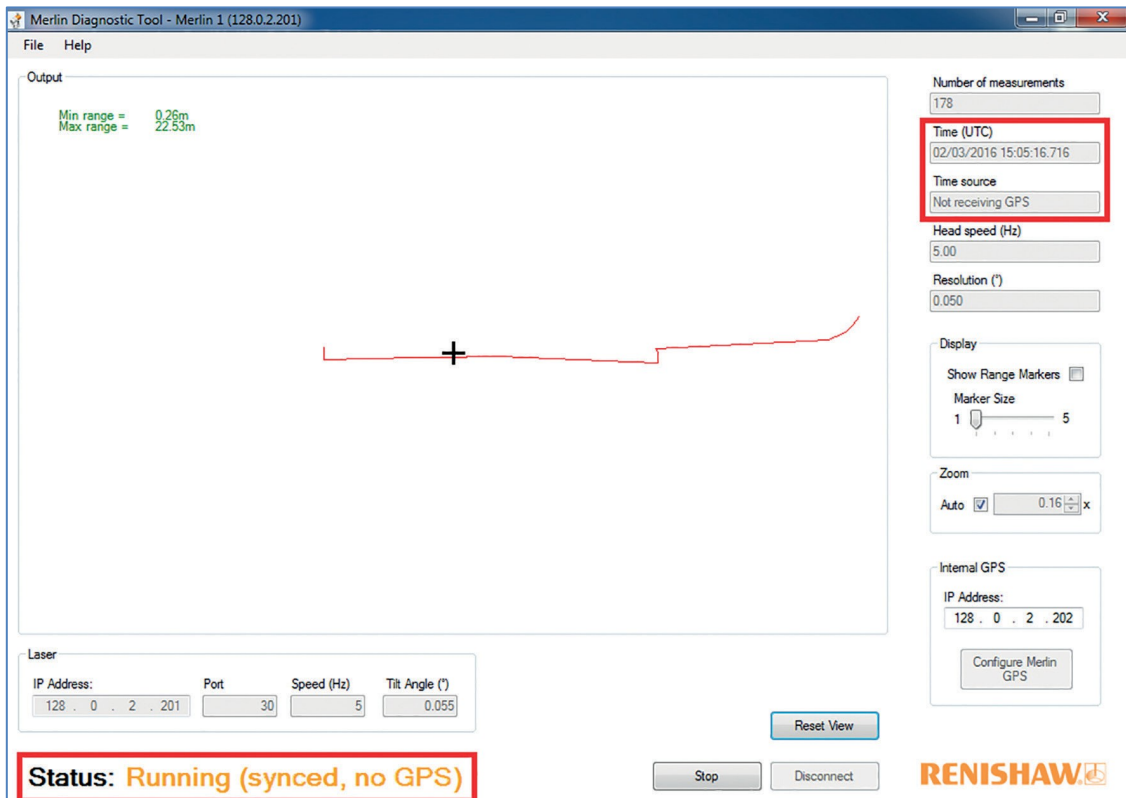 Merlin Diagnostic Tool - Merlin 1 (128.0.2.201)
File Help
Output
Min range = 0.26m
Max range = 22.53m
Number of measurements
178
Time (UTC)
02/03/2016 15:05:16.716
Time source
Not receiving GPS
Head speed (Hz)
5.00
Resolution (°)
0.050
Display
Show Range Markers
Marker Size
1 5
Zoom
Auto 0.16 x
Internal GPS
IP Address:
128 . 0 . 2 . 202
Configure Merlin
GPS
Laser
IP Address: Port Speed (Hz) Tilt Angle (°)
128 . 0 . 2 . 201 30 5 0.055
Reset View
Status: Running (synced, no GPS)
Stop Disconnect
RENISHAW